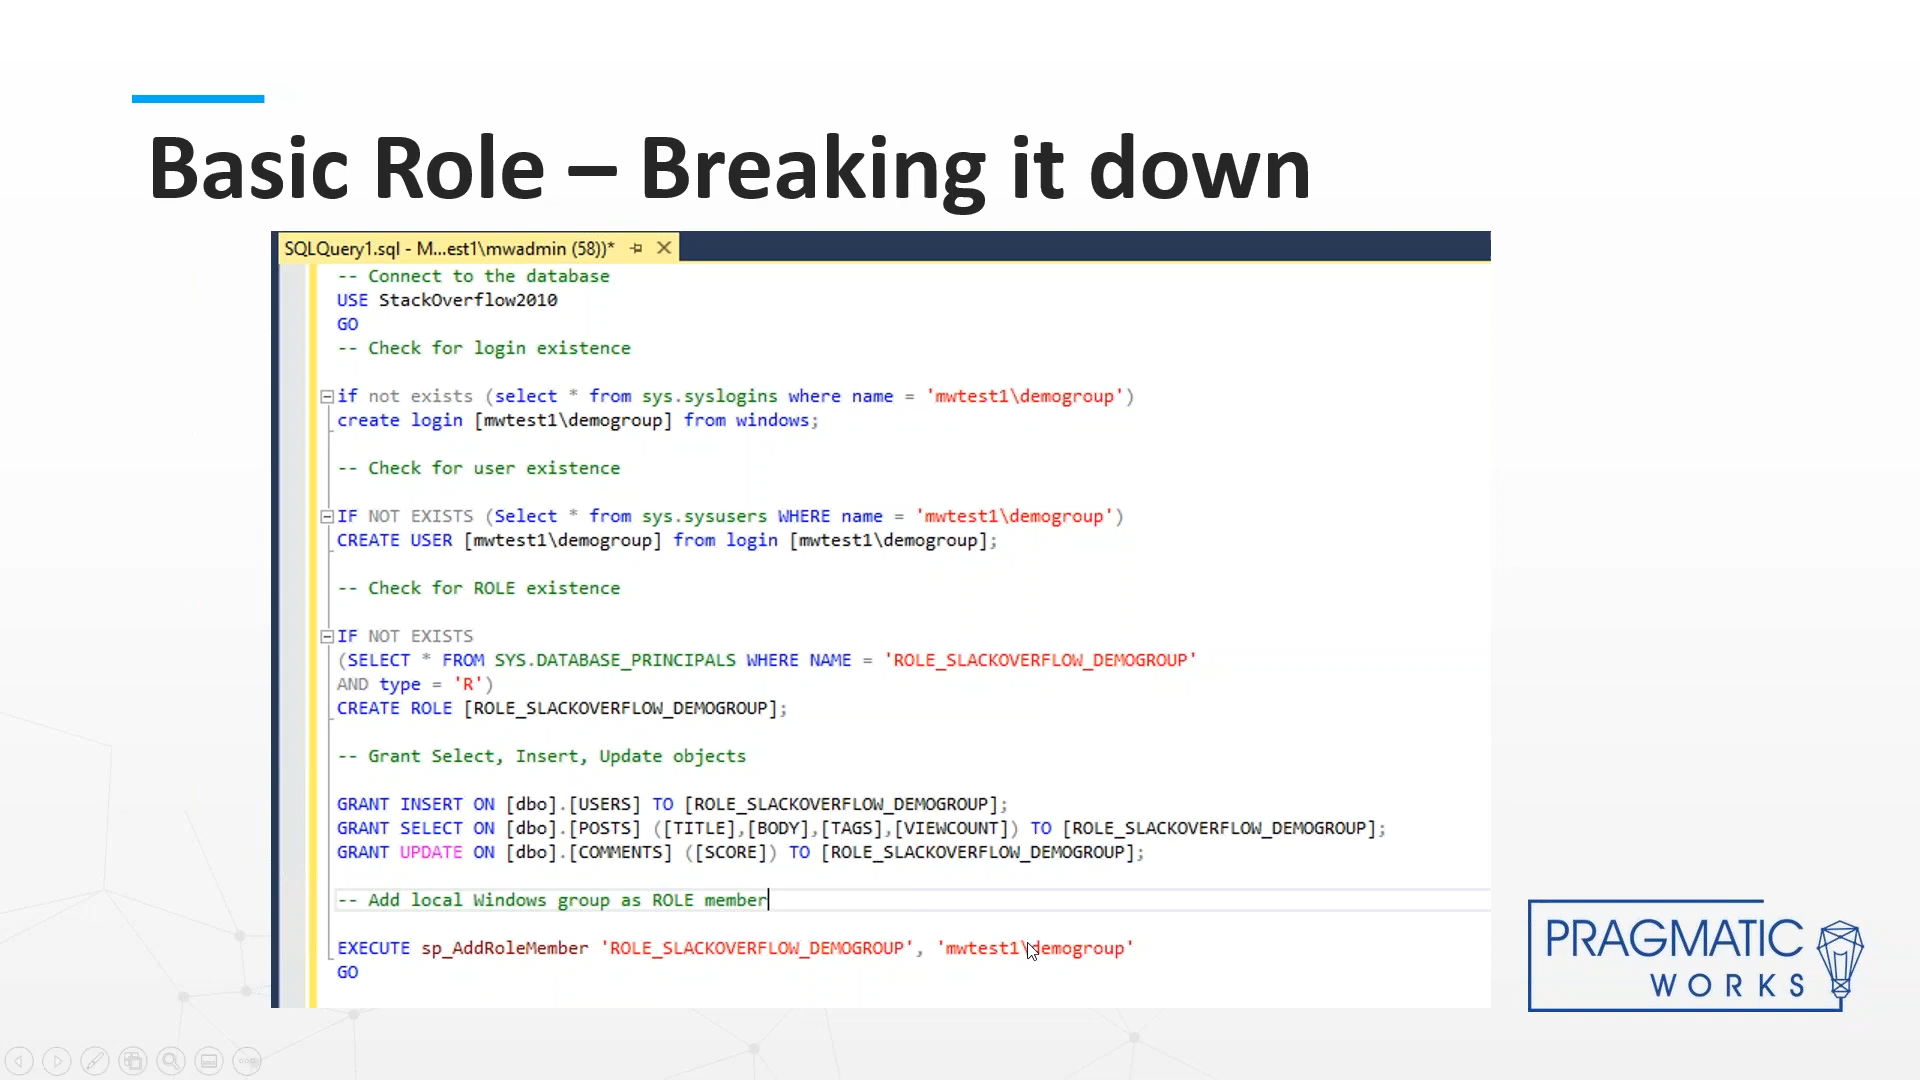 Basic Role – Breaking it down
SQLQuery1.sql - M...est1\mwadmin (58))*
-- Connect to the database
USE StackOverflow2010
GO
-- Check for login existence
if not exists (select * from sys.syslogins where name = 'mwtest1\demogroup')
create login [mwtest1\demogroup] from windows;
-- Check for user existence
IF NOT EXISTS (Select * from sys.sysusers WHERE name = 'mwtest1\demogroup')
CREATE USER [mwtest1\demogroup] from login [mwtest1\demogroup];
-- Check for ROLE existence
IF NOT EXISTS
(SELECT * FROM SYS.DATABASE_PRINCIPALS WHERE NAME = 'ROLE_SLACKOVERFLOW_DEMOGROUP'
AND type = 'R')
CREATE ROLE [ROLE_SLACKOVERFLOW_DEMOGROUP];
-- Grant Select, Insert, Update objects
GRANT INSERT ON [dbo].[USERS] TO [ROLE_SLACKOVERFLOW_DEMOGROUP];
GRANT SELECT ON [dbo].[POSTS] ([TITLE],[BODY],[TAGS],[VIEWCOUNT]) TO [ROLE_SLACKOVERFLOW_DEMOGROUP];
GRANT UPDATE ON [dbo].[COMMENTS] ([SCORE]) TO [ROLE_SLACKOVERFLOW_DEMOGROUP];
-- Add local Windows group as ROLE member
EXECUTE sp_AddRoleMember 'ROLE_SLACKOVERFLOW_DEMOGROUP', 'mwtest1\demogroup'
GO
PRAGMATIC
WORKS